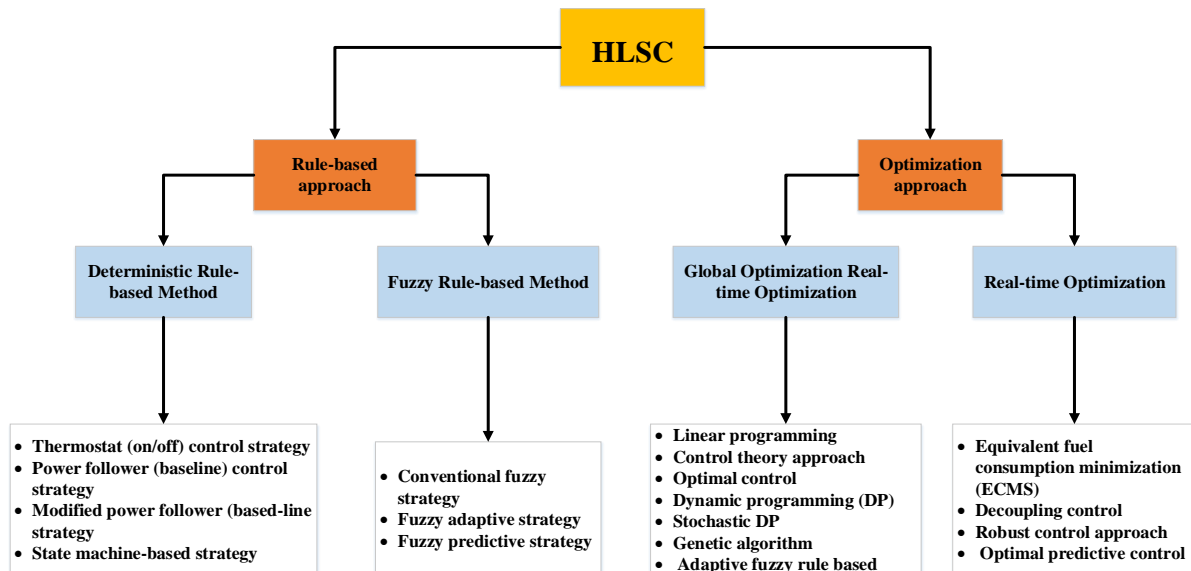 HLSC
Rule-based
approach
Optimization
approach
Deterministic Rule-
based Method
Fuzzy Rule-based Method
Global Optimization Real-
time Optimization
Real-time Optimization
• Thermostat (on/off) control strategy
• Power follower (baseline) control
strategy
• Modified power follower (based-line
strategy
• State machine-based strategy
• Conventional fuzzy
strategy
• Fuzzy adaptive strategy
• Fuzzy predictive strategy
• Linear programming
• Control theory approach
• Optimal control
• Dynamic programming (DP)
• Stochastic DP
• Genetic algorithm
• Adaptive fuzzy rule based
• Equivalent fuel
consumption minimization
(ECMS)
• Decoupling control
• Robust control approach
• Optimal predictive control